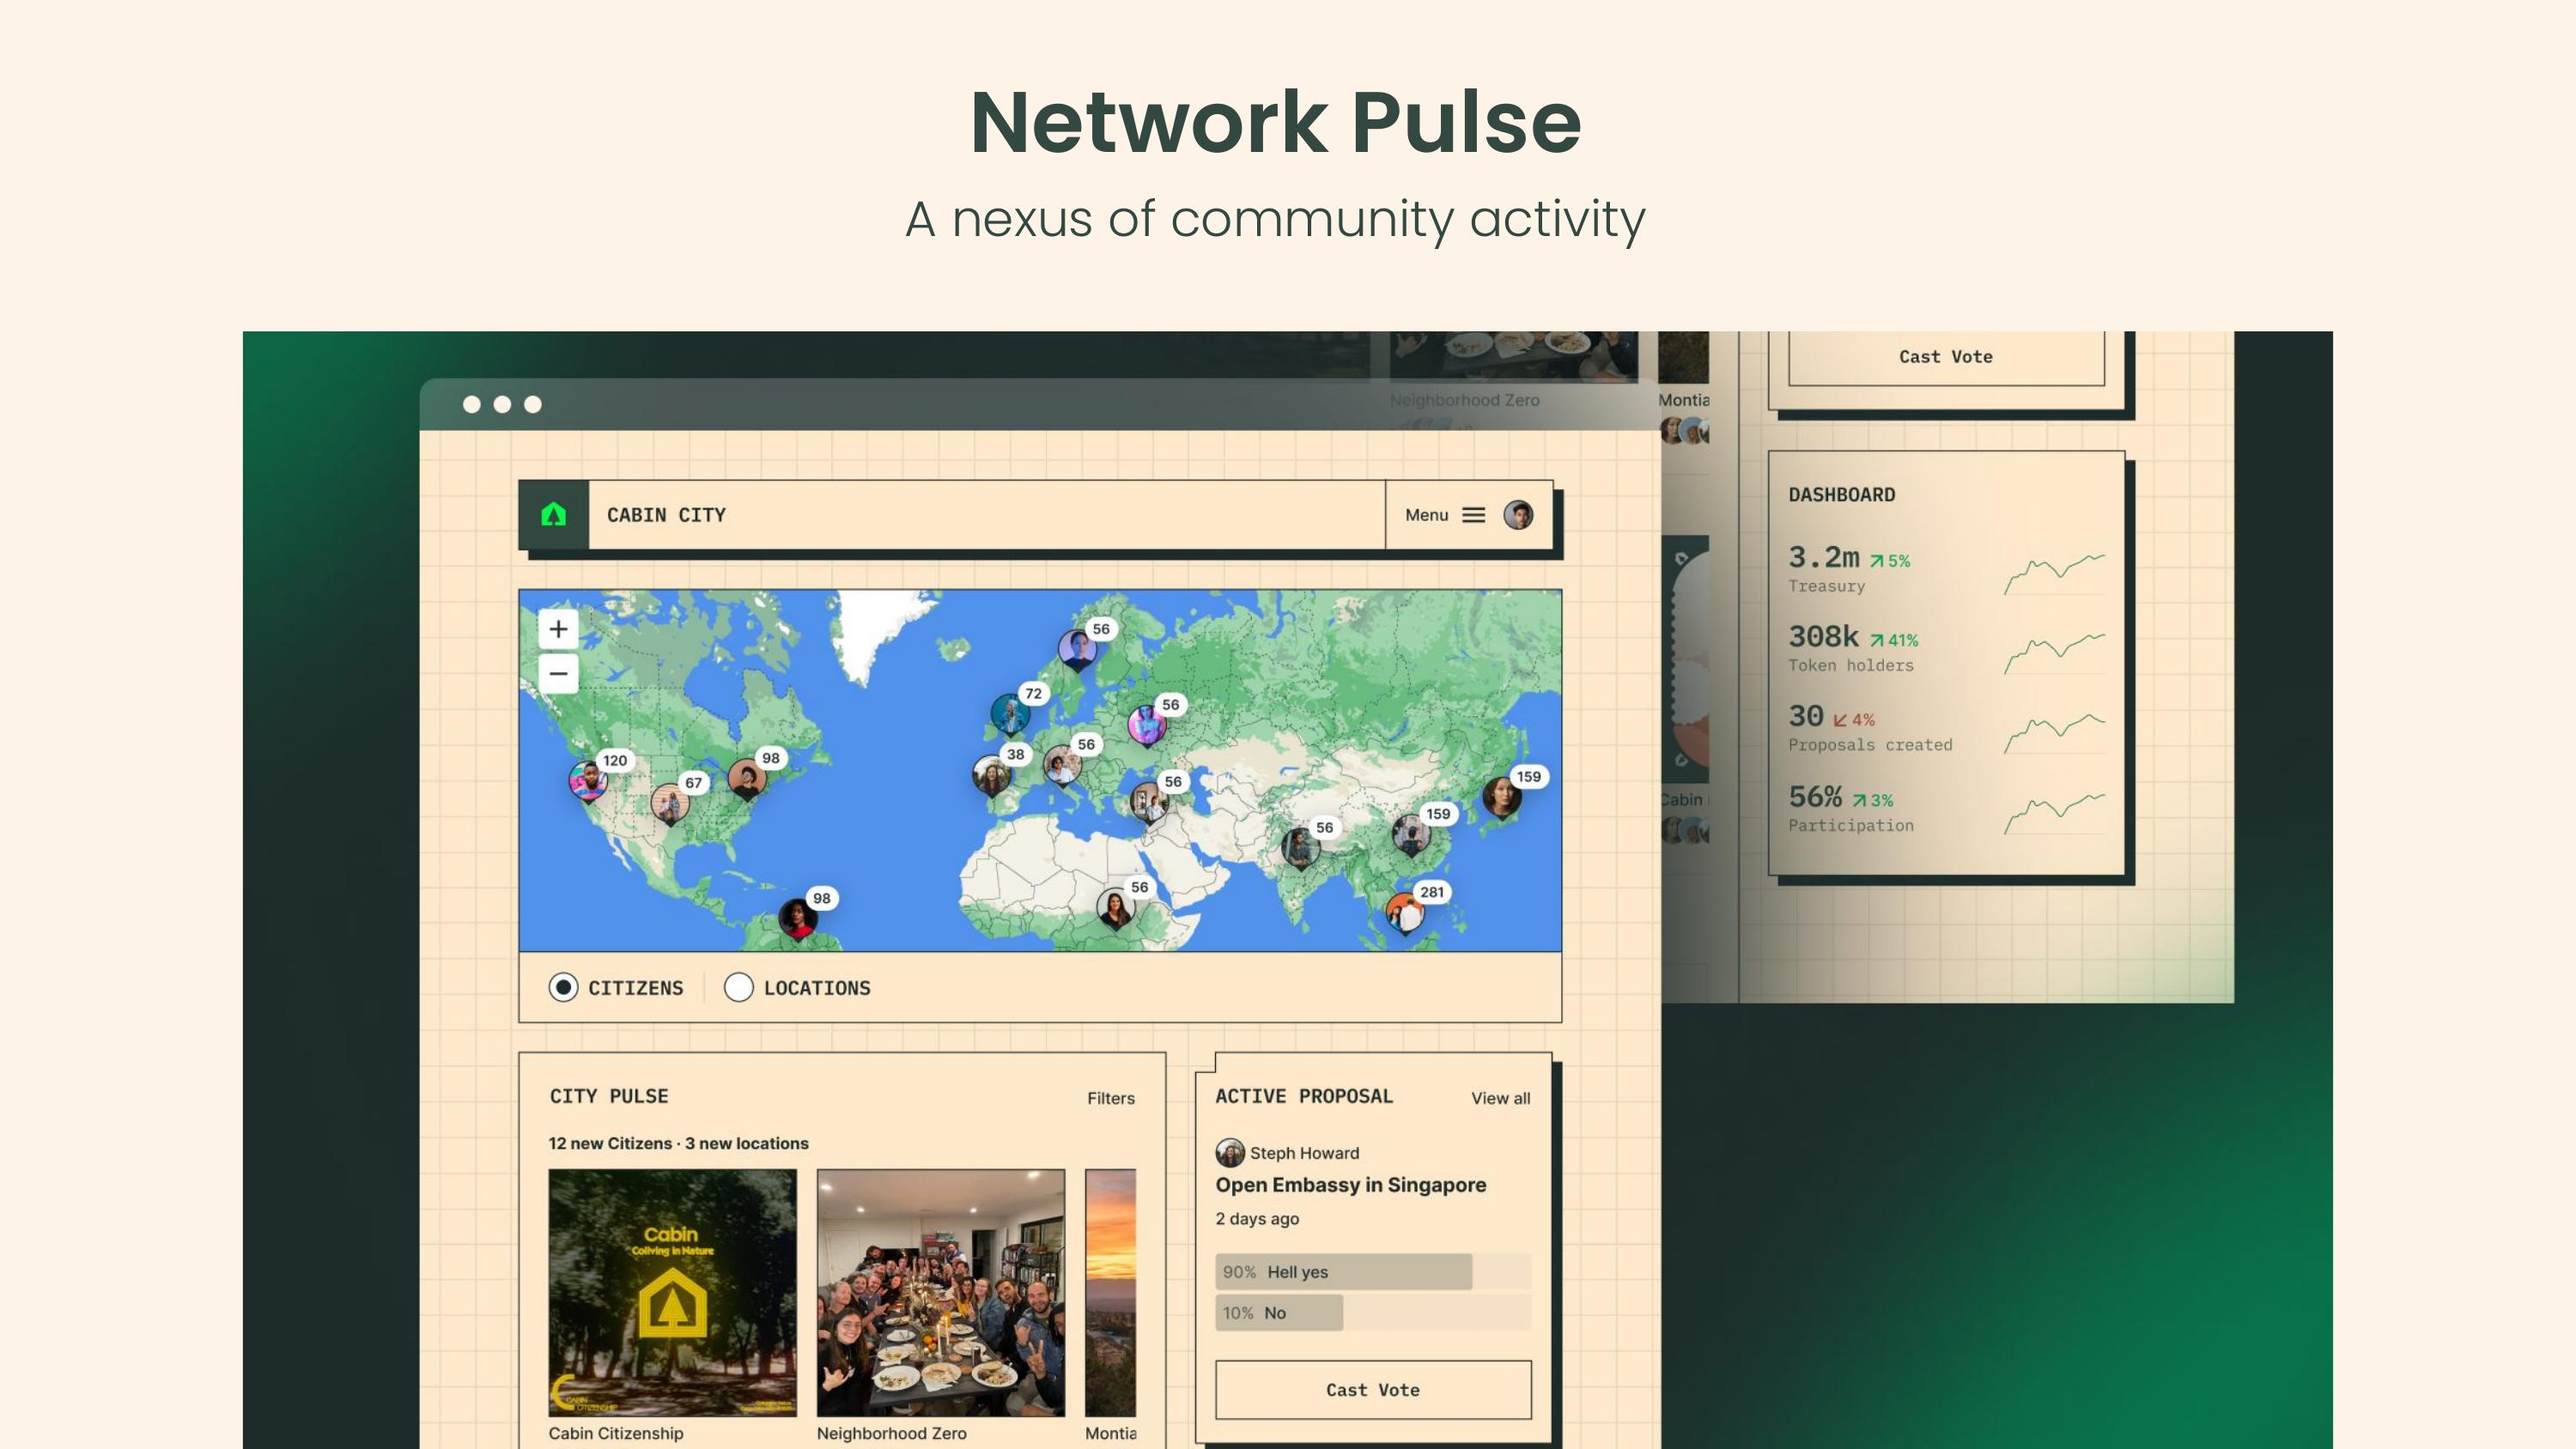 Network Pulse
A nexus of community activity
Neighborhood Zero
Montia
Cast Vote
CABIN CITY
Menu
DASHBOARD
3.2m 5%
Treasury
308k 41%
Token holders
30 4%
Proposals created
56% 3%
Participation
Cabin
+
−
56
72
56
38
56
120
67
98
56
159
159
56
98
56
281
CITIZENS
LOCATIONS
CITY PULSE
Filters
12 new Citizens · 3 new locations
Cabin
Coliving in Nature
CABIN
CITIZENSHIP
Cabin Citizenship
Neighborhood Zero
Montia
ACTIVE PROPOSAL
View all
Steph Howard
Open Embassy in Singapore
2 days ago
90% Hell yes
10% No
Cast Vote